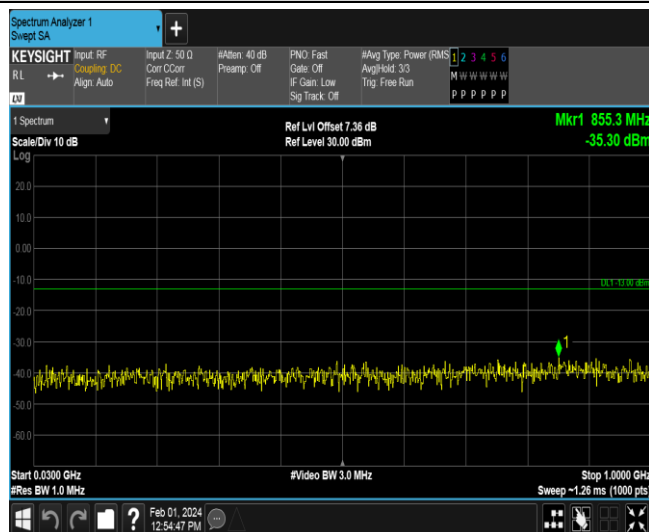 Spectrum Analyzer 1
Swept SA
+
KEYSIGHT Input: RF Input Z: 50 Ω #Atten: 40 dB PNO: Fast #Avg Type: Power (RMS 1 2 3 4 5 6
RL Coupling: DC Corr CCorr Preamp: Off Gate: Off Avg|Hold: 3/3 M W W W W W
Align: Auto Freq Ref: Int (S) IF Gain: Low Trig: Free Run
Sig Track: Off P P P P P P
LXI
1 Spectrum Ref Lvl Offset 7.36 dB Mkr1 855.3 MHz
Scale/Div 10 dB Ref Level 30.00 dBm -35.30 dBm
Log
20.0
10.0
0.00
-10.0
DL1 -13.00 dBm
-20.0
-30.0
1
-40.0
-50.0
-60.0
Start 0.0300 GHz #Video BW 3.0 MHz Stop 1.0000 GHz
#Res BW 1.0 MHz Sweep ~1.26 ms (1000 pts)
? Feb 01, 2024
12:54:47 PM